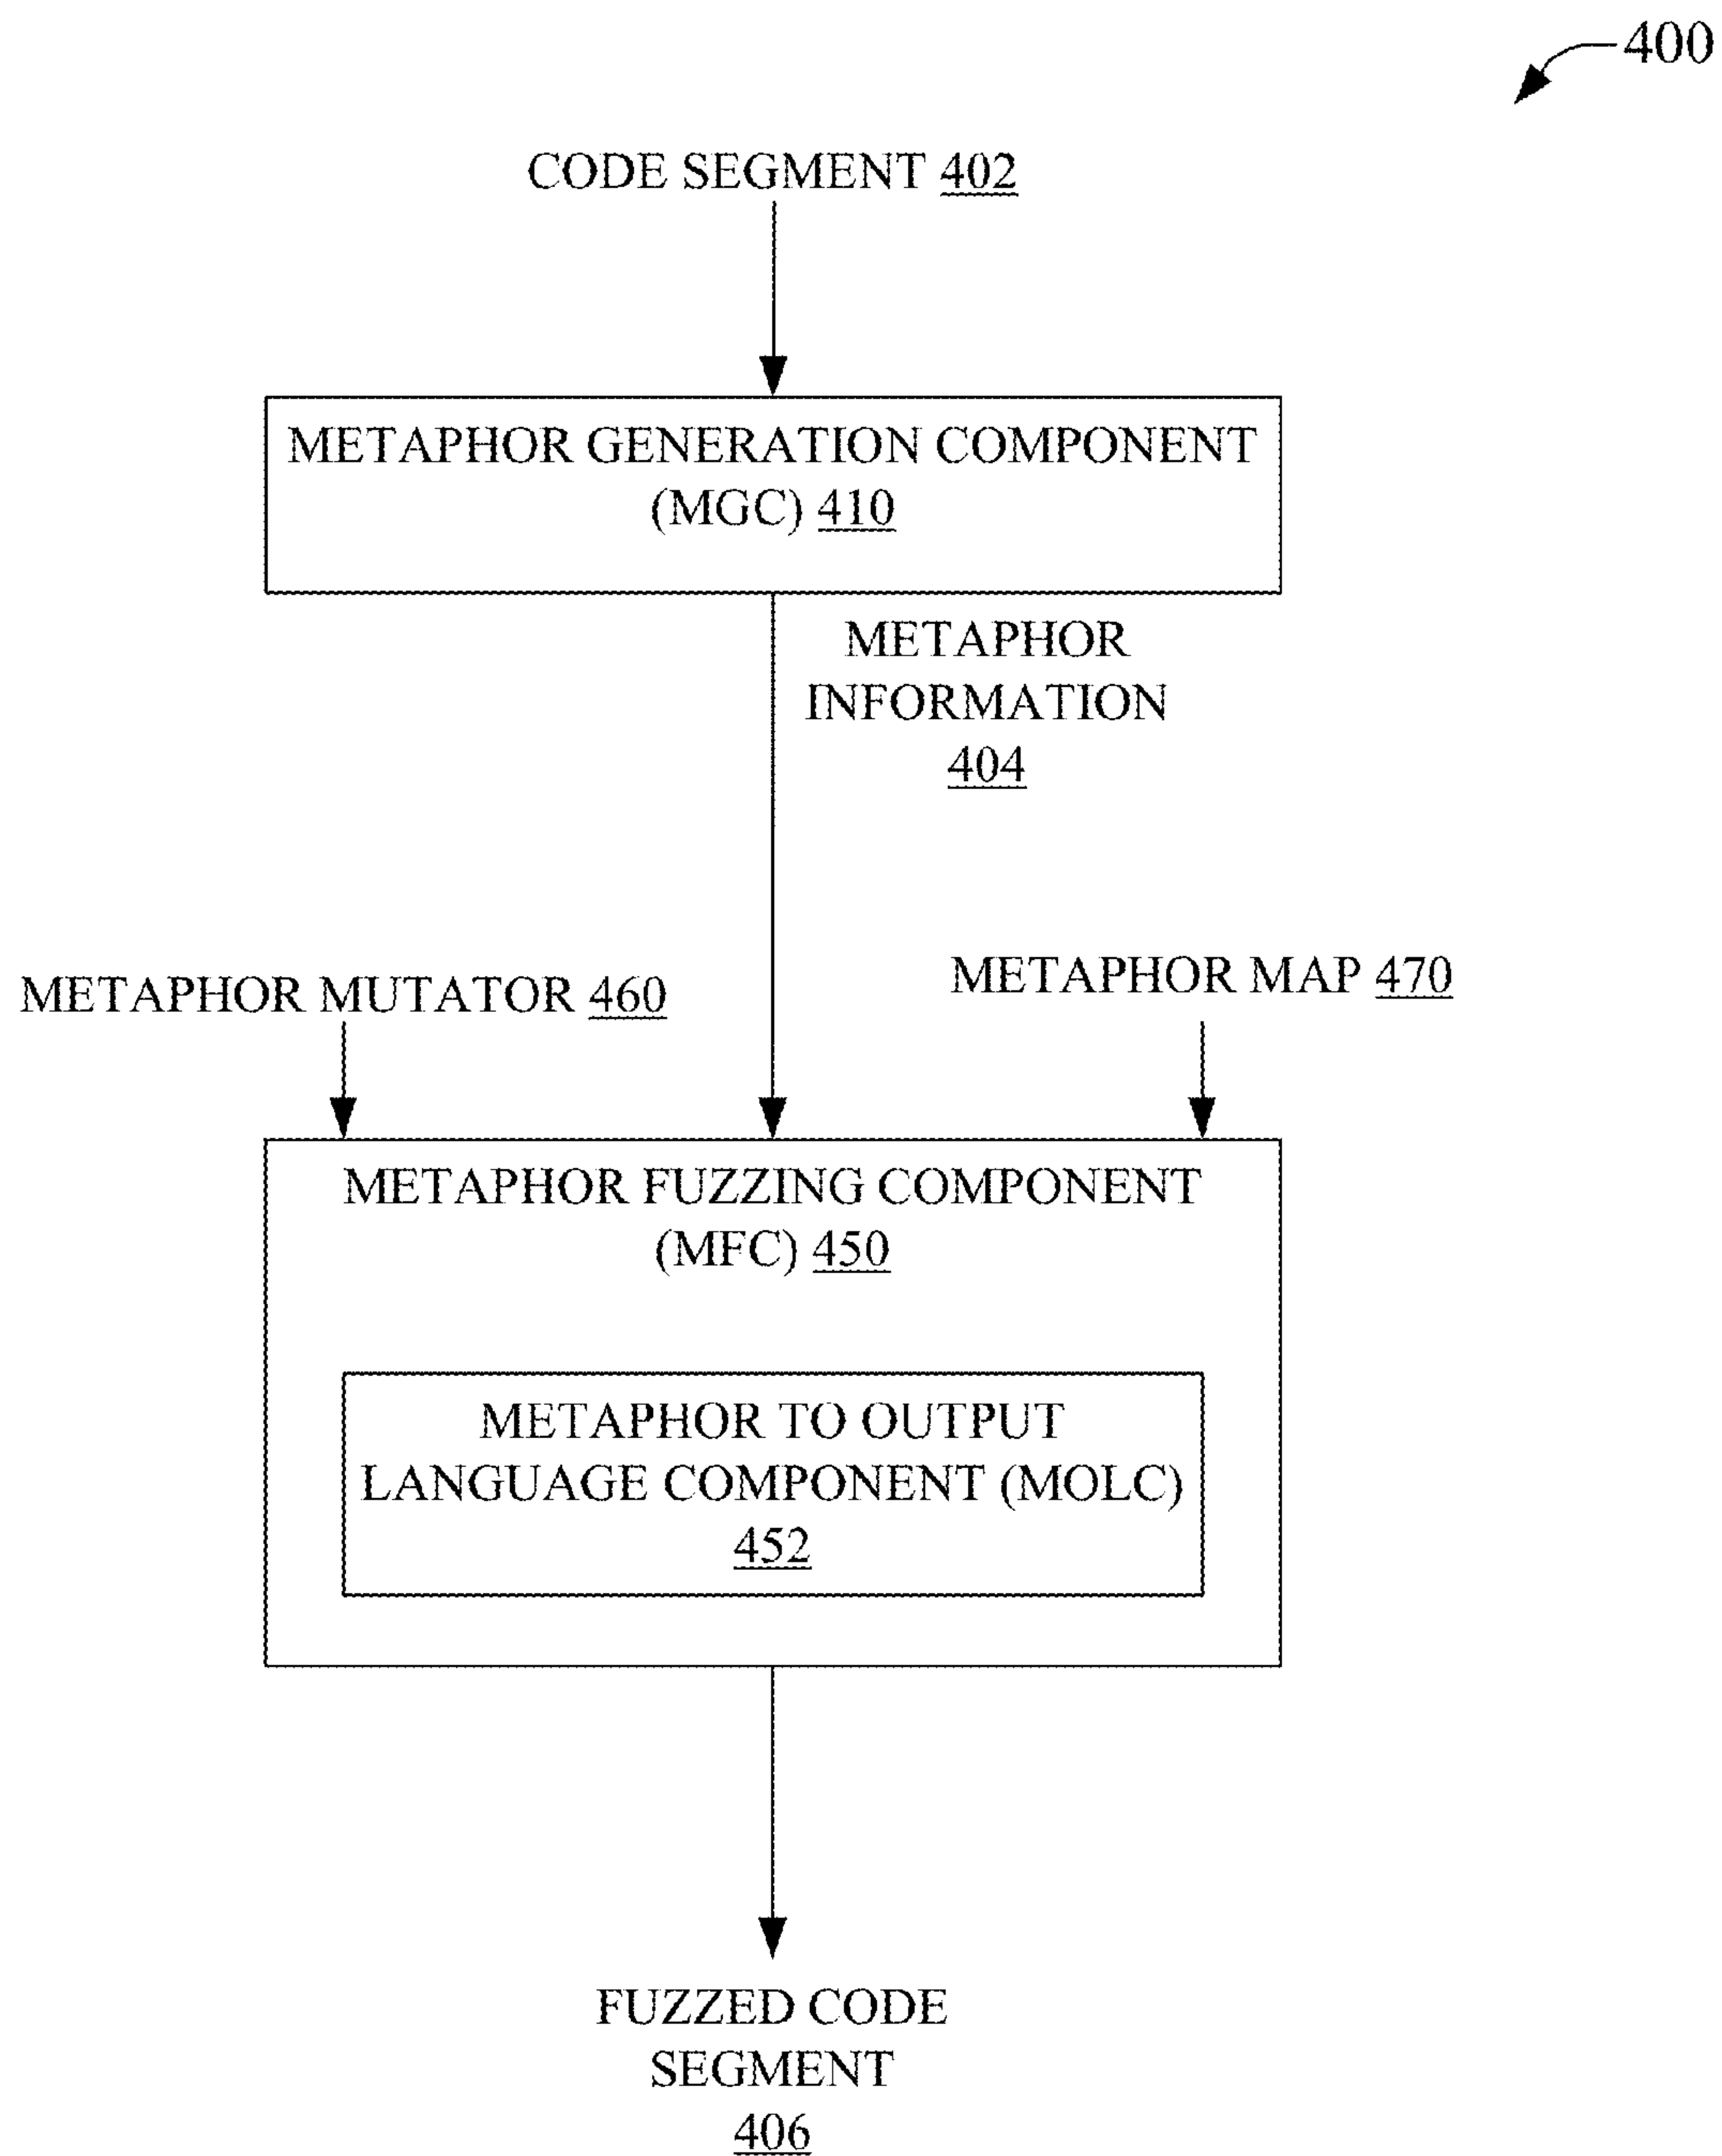 400
CODE SEGMENT 402
METAPHOR GENERATION COMPONENT
(MGC) 410
METAPHOR
INFORMATION
404
METAPHOR MUTATOR 460
METAPHOR MAP 470
METAPHOR FUZZING COMPONENT
(MFC) 450
METAPHOR TO OUTPUT
LANGUAGE COMPONENT (MOLC)
452
FUZZED CODE
SEGMENT
406